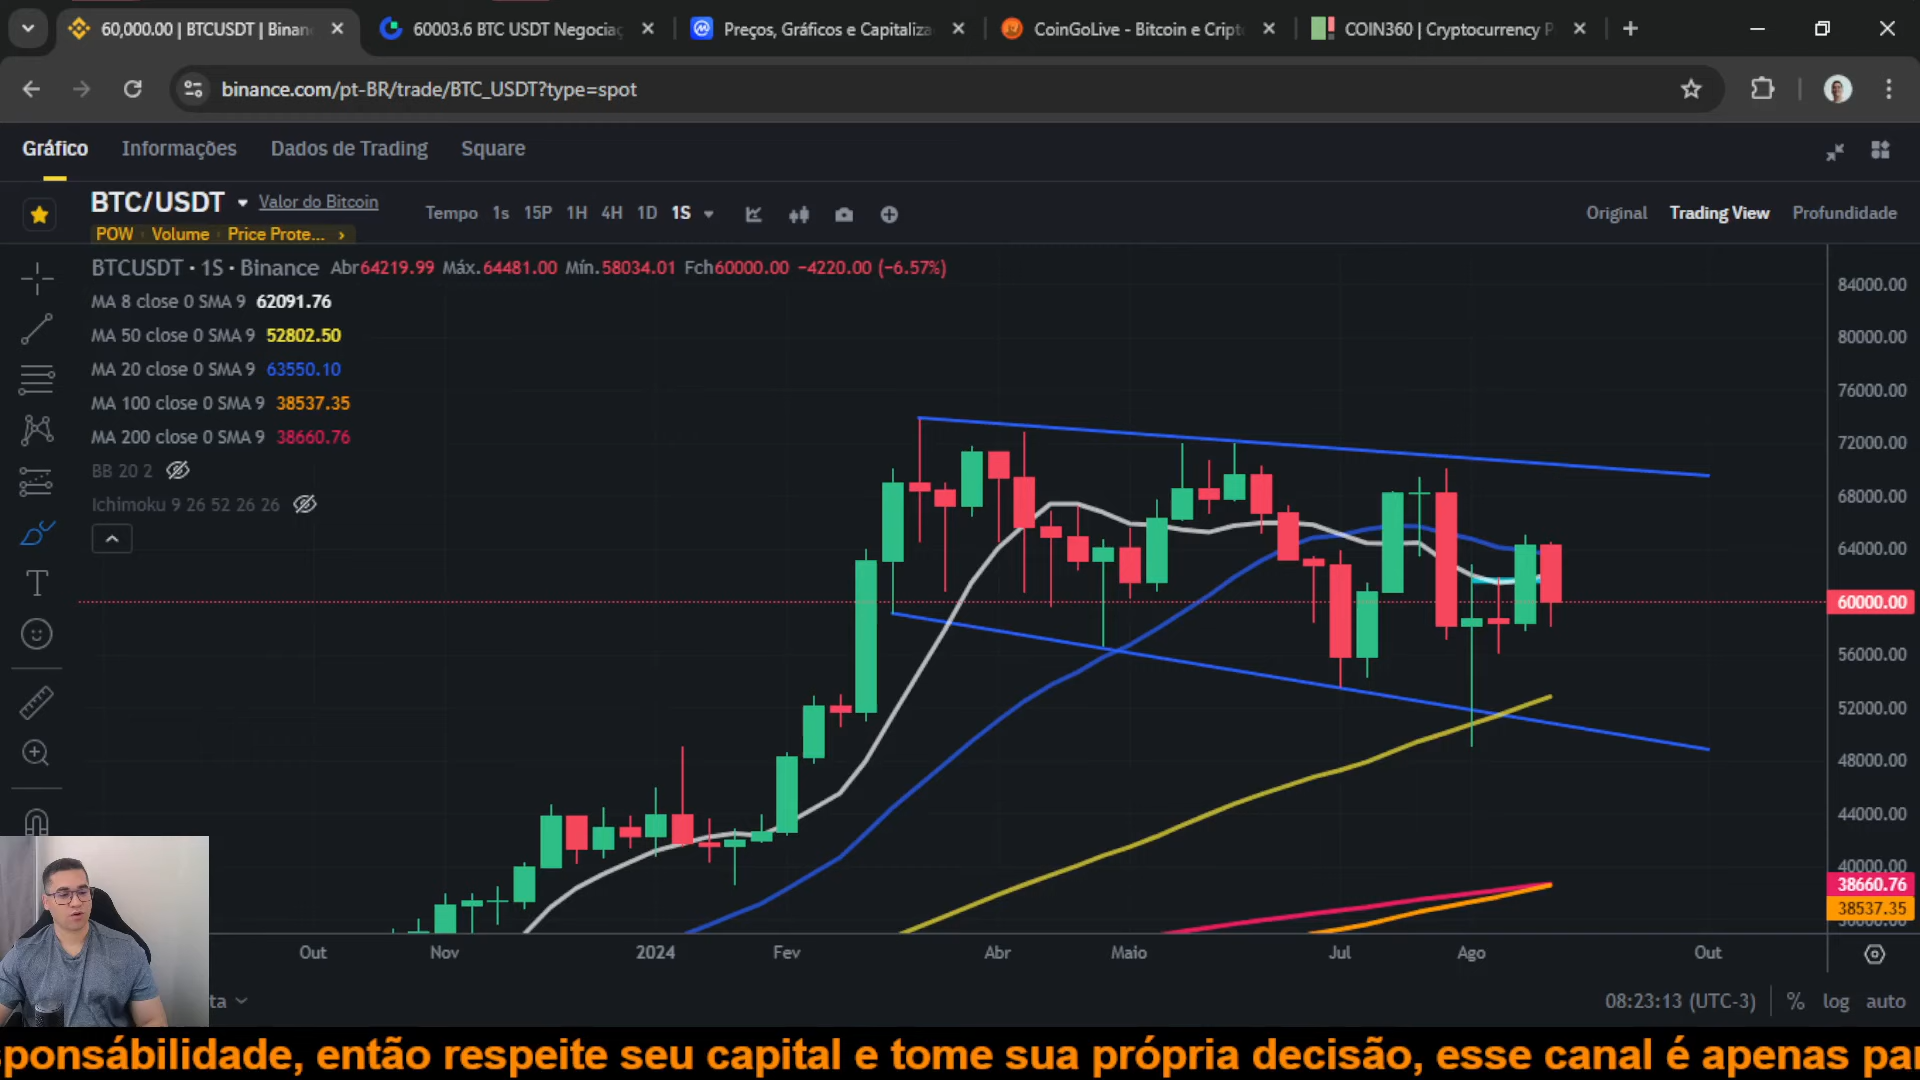 60,000.00 | BTCUSDT | Binan
60003.6 BTC USDT Negociaç
Preços, Gráficos e Capitaliza
CoinGoLive - Bitcoin e Cript
COIN360 | Cryptocurrency P
binance.com/pt-BR/trade/BTC_USDT?type=spot
Gráfico Informações Dados de Trading Square
BTC/USDT Valor do Bitcoin Tempo 1s 15P 1H 4H 1D 1S Original Trading View Profundidade
POW Volume Price Prote... ›
BTCUSDT · 1S · Binance Abr64219.99 Máx.64481.00 Mín.58034.01 Fch60000.00 −4220.00 (−6.57%)
MA 8 close 0 SMA 9 62091.76
MA 50 close 0 SMA 9 52802.50
MA 20 close 0 SMA 9 63550.10
MA 100 close 0 SMA 9 38537.35
MA 200 close 0 SMA 9 38660.76
BB 20 2
Ichimoku 9 26 52 26 26
84000.00
80000.00
76000.00
72000.00
68000.00
64000.00
60000.00
56000.00
52000.00
48000.00
44000.00
40000.00
38660.76
38537.35
Out Nov 2024 Fev Abr Maio Jul Ago Out
ta 08:23:13 (UTC-3) % log auto
sponsábilidade, então respeite seu capital e tome sua própria decisão, esse canal é apenas par